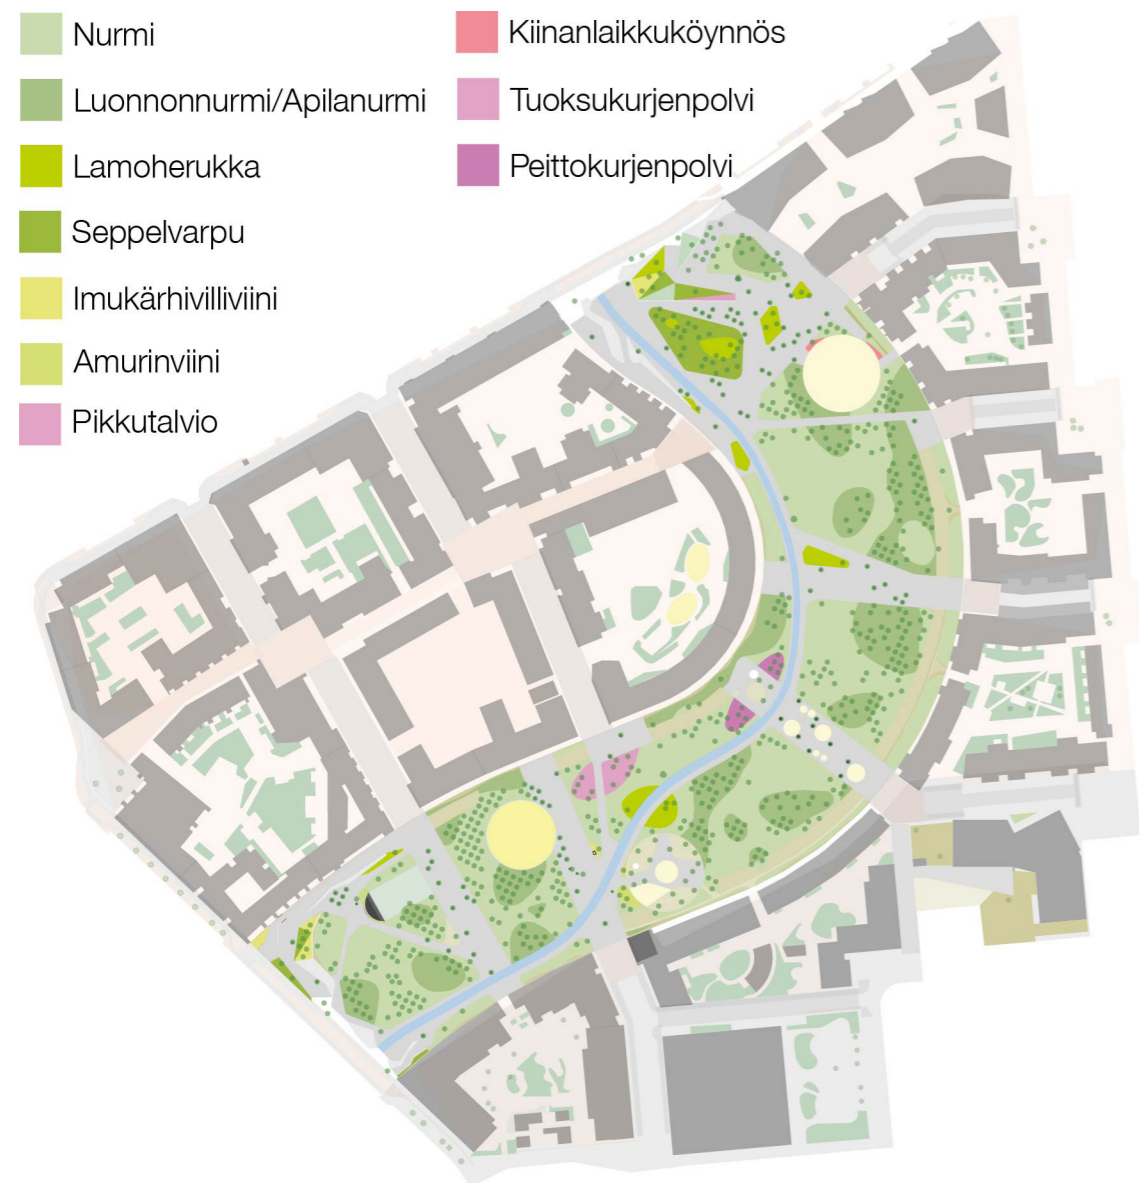 Nurmi
Luonnonnurmi/Apilanurmi
Lamoherukka
Seppelvarpu
Imukärhivilliviini
Amurinviini
Pikkutalvio
Kiinanlaikkuköynnös
Tuoksukurjenpolvi
Peittokurjenpolvi